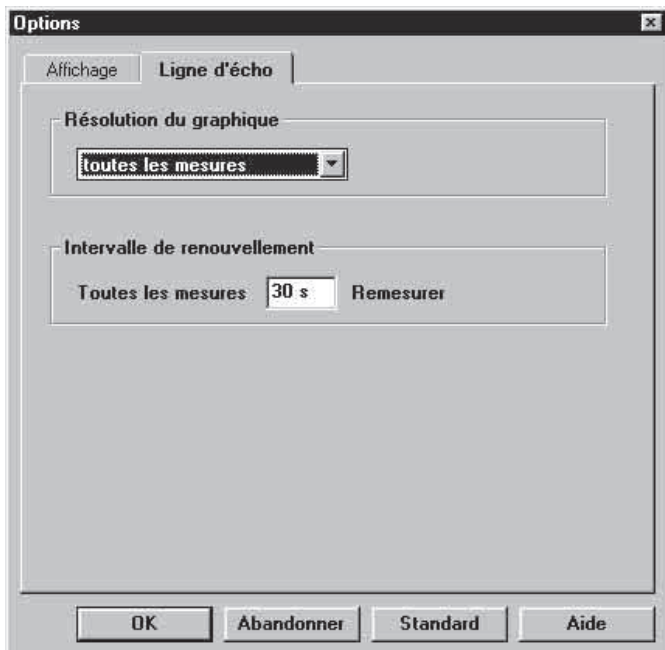 Options
Affichage
Ligne d'écho
Résolution du graphique
toutes les mesures
Intervalle de renouvellement
Toutes les mesures 30 s Remesurer
OK Abandonner Standard Aide